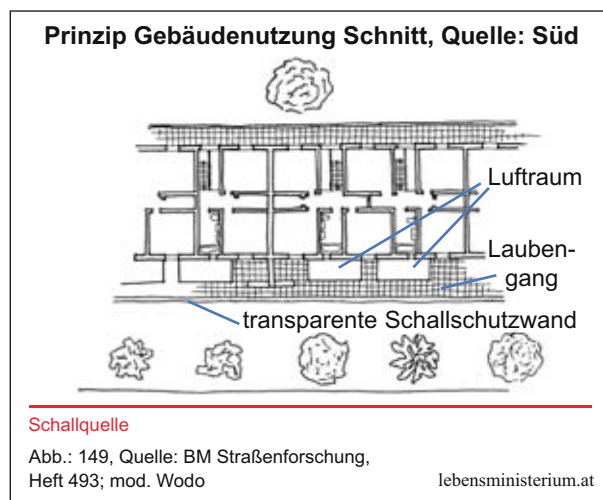 Prinzip Gebäudenutzung Schnitt, Quelle: Süd
Luftraum
Lauben-
gang
transparente Schallschutzwand
Schallquelle
Abb.: 149, Quelle: BM Straßenforschung,
Heft 493; mod. Wodo
lebensministerium.at